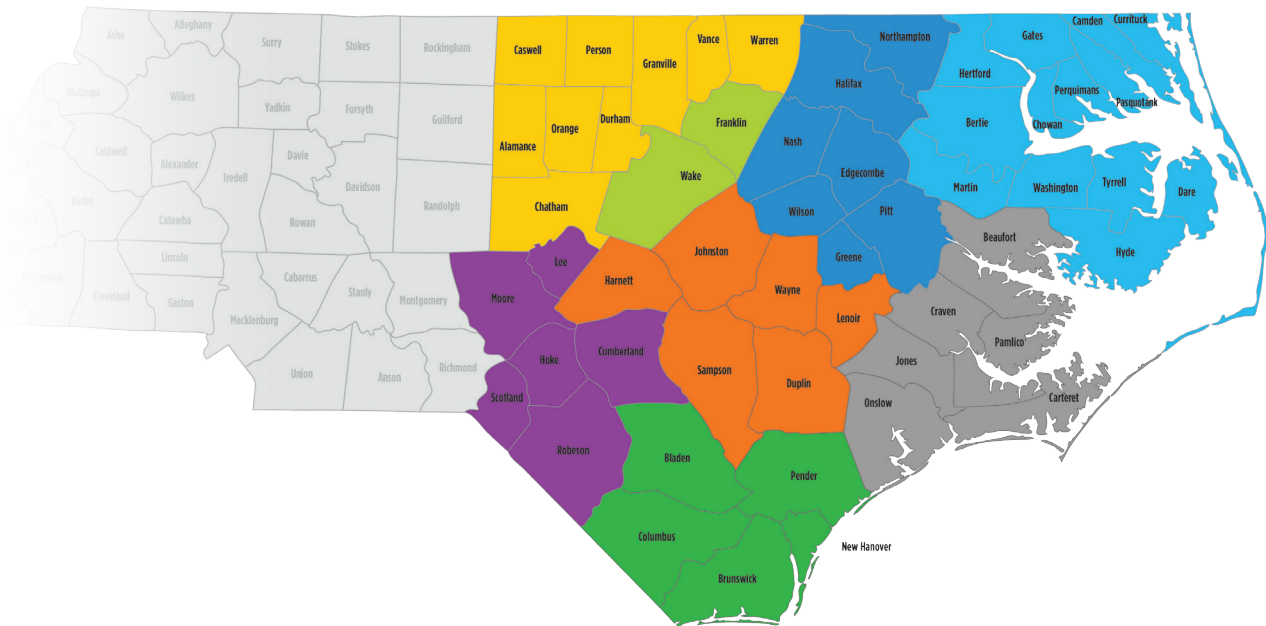 Ashe
Alleghany
Surry
Stokes
Rockingham
Caswell
Person
Granville
Vance
Warren
Northampton
Gates
Camden
Currituck
Watauga
Wilkes
Yadkin
Forsyth
Guilford
Halifax
Hertford
Perquimans
Pasquotank
Alamance
Orange
Durham
Franklin
Nash
Bertie
Chowan
Caldwell
Alexander
Iredell
Davie
Davidson
Randolph
Chatham
Wake
Edgecombe
Wilson
Pitt
Martin
Washington
Tyrrell
Dare
Burke
Catawba
Rowan
Lincoln
Lee
Johnston
Greene
Beaufort
Hyde
Cleveland
Gaston
Cabarrus
Stanly
Montgomery
Moore
Harnett
Wayne
Lenoir
Craven
Pamlico
Mecklenburg
Union
Anson
Richmond
Hoke
Cumberland
Sampson
Duplin
Jones
Onslow
Carteret
Scotland
Robeson
Bladen
Pender
Columbus
Brunswick
New Hanover